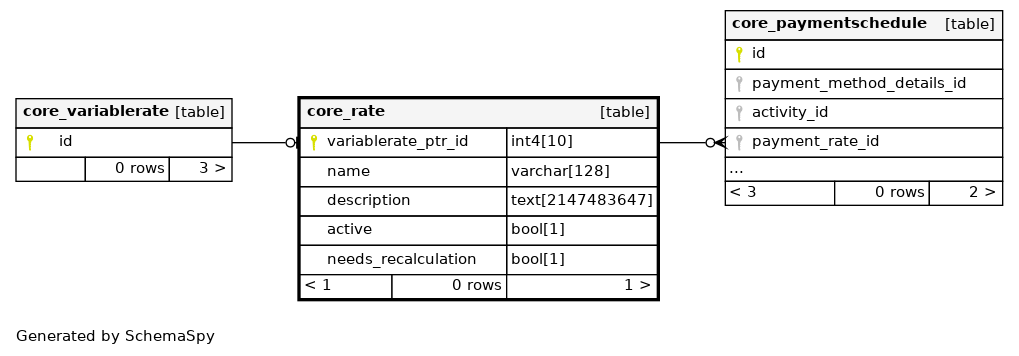 core_variablerate [table]
id
0 rows 3 >
core_rate [table]
variablerate_ptr_id int4[10]
name varchar[128]
description text[2147483647]
active bool[1]
needs_recalculation bool[1]
< 1 0 rows 1 >
core_paymentschedule [table]
id
payment_method_details_id
activity_id
payment_rate_id
...
< 3 0 rows 2 >
Generated by SchemaSpy